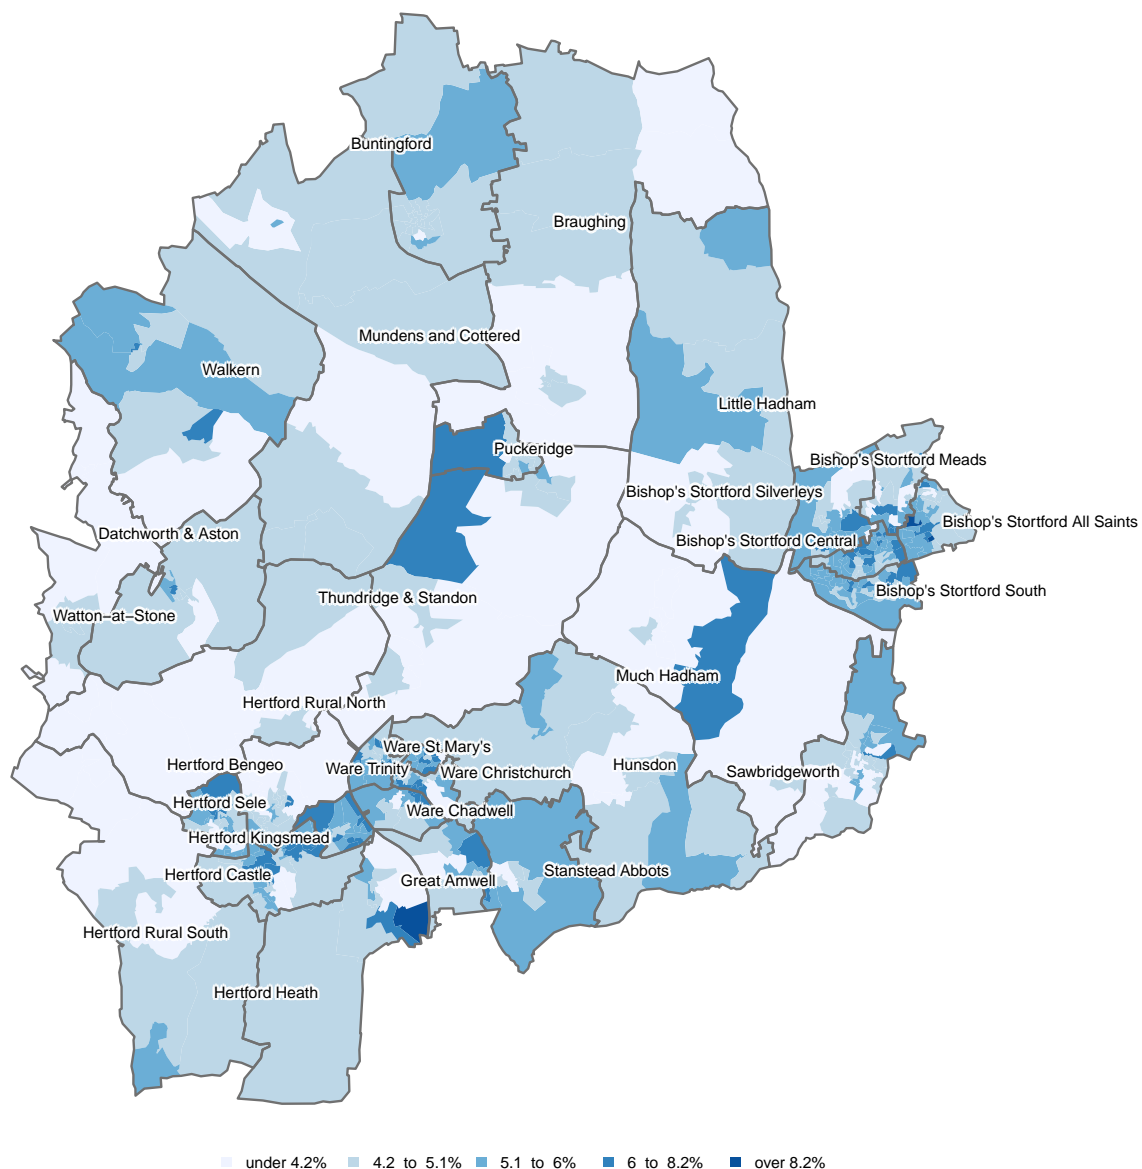 Buntingford
Braughing
Mundens and Cottered
Walkern
Little Hadham
Puckeridge
Bishop's Stortford Meads
Bishop's Stortford Silverleys
Bishop's Stortford All Saints
Datchworth & Aston
Bishop's Stortford Central
Bishop's Stortford South
Thundridge & Standon
Watton−at−Stone
Much Hadham
Hertford Rural North
Ware St Mary's
Hertford Bengeo
Ware Trinity
Ware Christchurch
Hunsdon
Sawbridgeworth
Hertford Sele
Ware Chadwell
Hertford Kingsmead
Hertford Castle
Great Amwell
Stanstead Abbots
Hertford Rural South
Hertford Heath
under 4.2% 4.2 to 5.1% 5.1 to 6% 6 to 8.2% over 8.2%